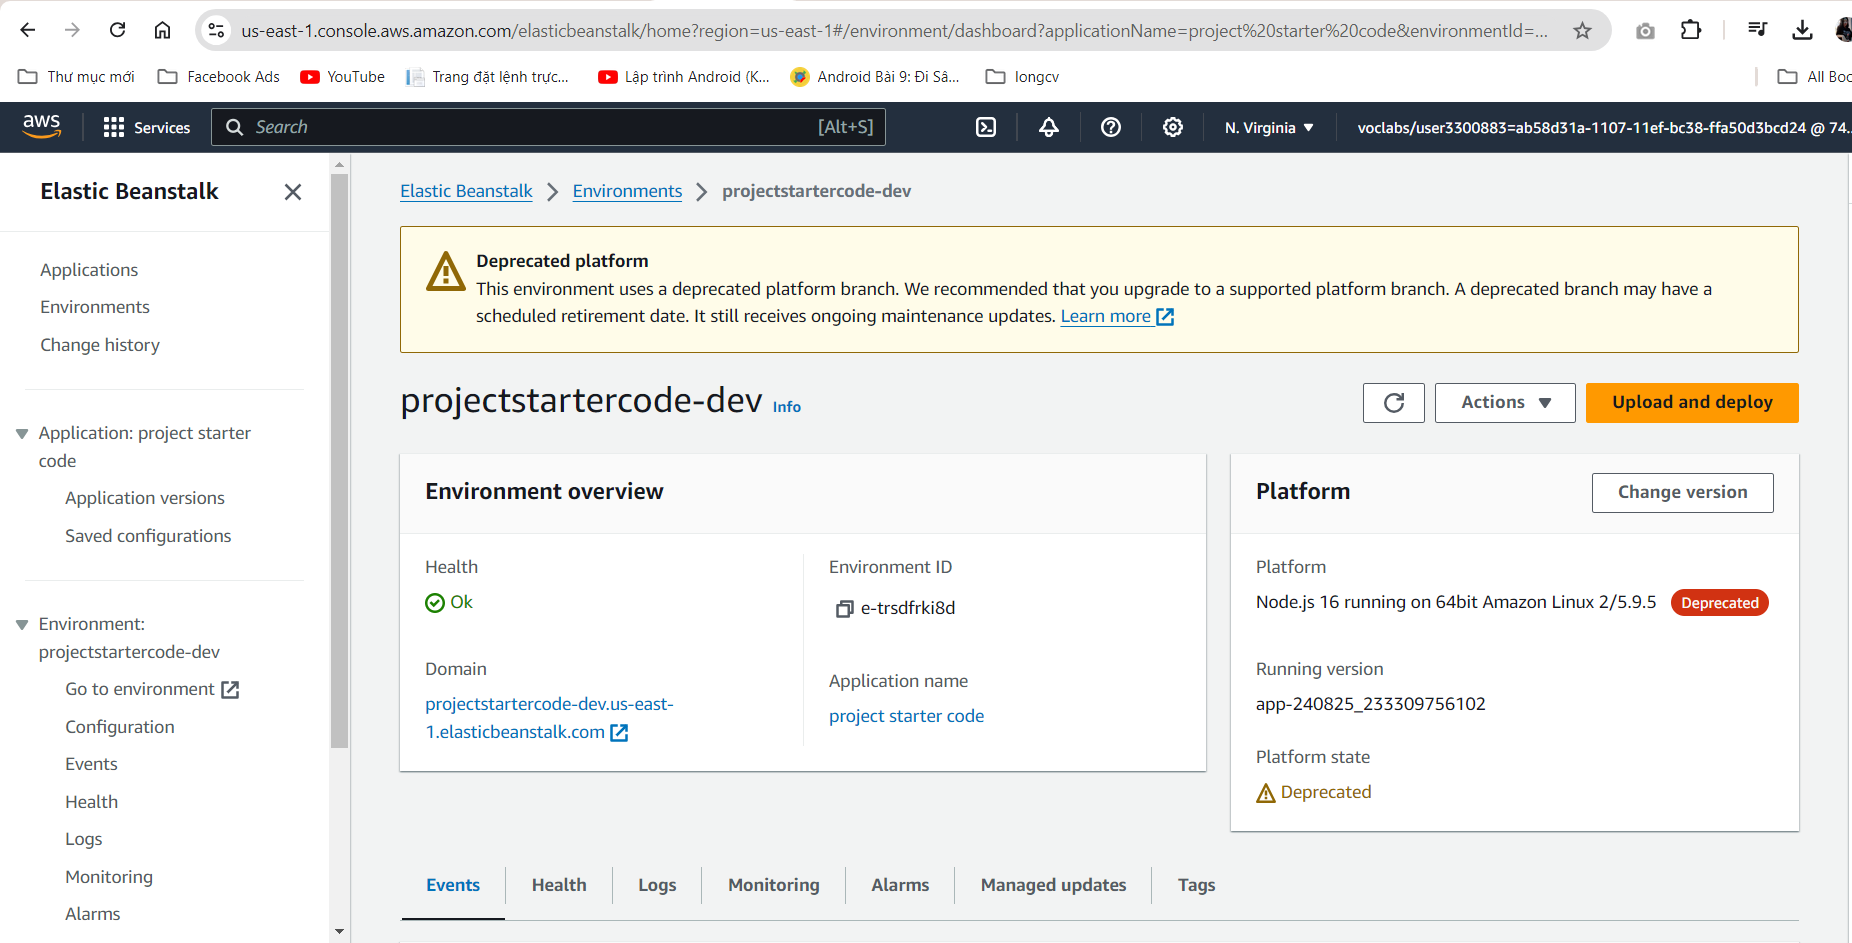 us-east-1.console.aws.amazon.com/elasticbeanstalk/home?region=us-east-1#/environment/dashboard?applicationName=project%20starter%20code&environmentId=...
Thư mục mới
Facebook Ads
YouTube
Trang đặt lệnh trực...
Lập trình Android (K...
Android Bài 9: Đi Sâ...
longcv
All Boo
aws
Services
Search
[Alt+S]
N. Virginia
voclabs/user3300883=ab58d31a-1107-11ef-bc38-ffa50d3bcd24 @ 74...
Elastic Beanstalk
Applications
Environments
Change history
Application: project starter
code
Application versions
Saved configurations
Environment:
projectstartercode-dev
Go to environment
Configuration
Events
Health
Logs
Monitoring
Alarms
Elastic Beanstalk
Environments
projectstartercode-dev
Deprecated platform
This environment uses a deprecated platform branch. We recommended that you upgrade to a supported platform branch. A deprecated branch may have a
scheduled retirement date. It still receives ongoing maintenance updates. Learn more
projectstartercode-dev Info
Actions
Upload and deploy
Environment overview
Health
Ok
Domain
projectstartercode-dev.us-east-
1.elasticbeanstalk.com
Environment ID
e-trsdfrki8d
Application name
project starter code
Platform
Change version
Platform
Node.js 16 running on 64bit Amazon Linux 2/5.9.5 Deprecated
Running version
app-240825_233309756102
Platform state
Deprecated
Events
Health
Logs
Monitoring
Alarms
Managed updates
Tags